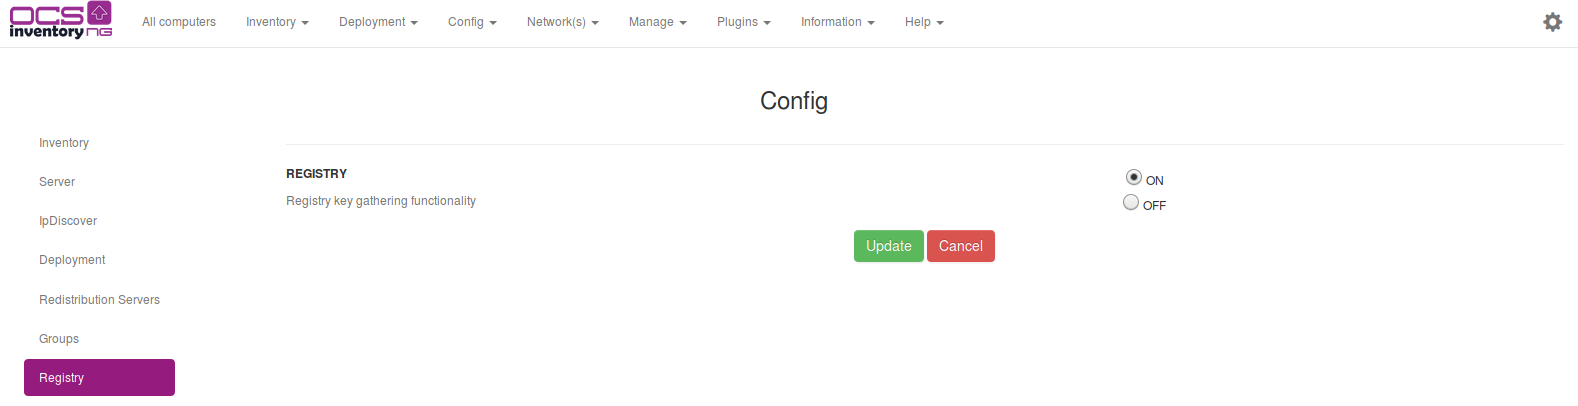 OCS inventory NG
All computers Inventory Deployment Config Network(s) Manage Plugins Information Help
Config
Inventory
Server
IpDiscover
Deployment
Redistribution Servers
Groups
Registry
REGISTRY
Registry key gathering functionality
ON
OFF
Update Cancel